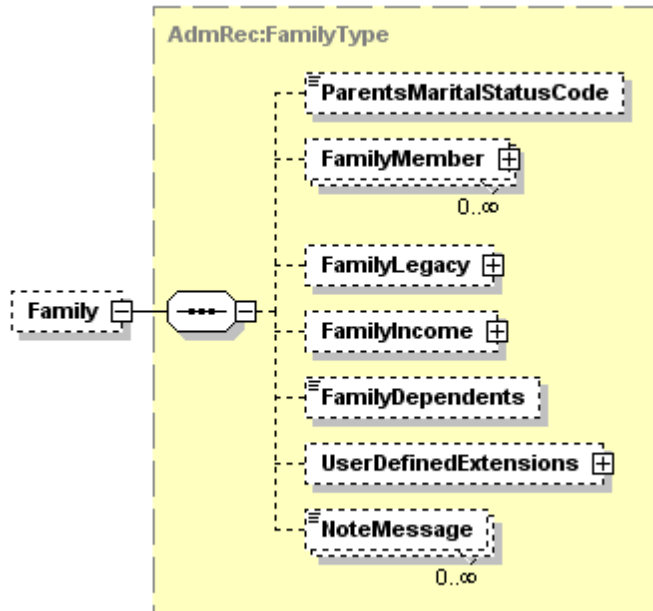 AdmRec:FamilyType
ParentsMaritalStatusCode
FamilyMember
0..∞
FamilyLegacy
Family
FamilyIncome
FamilyDependents
UserDefinedExtensions
NoteMessage
0..∞